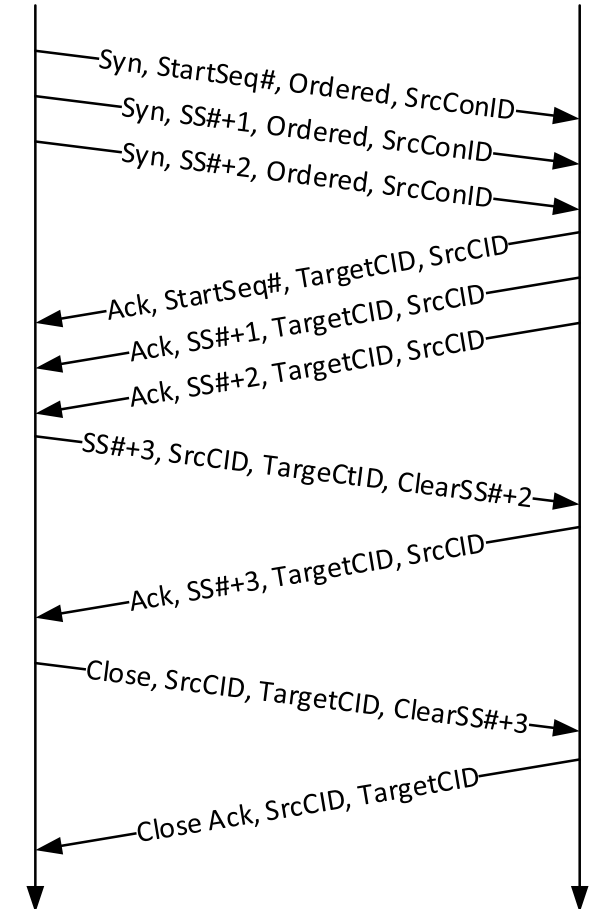 Syn, StartSeq#, Ordered, SrcConID
Syn, SS#+1, Ordered, SrcConID
Syn, SS#+2, Ordered, SrcConID
Ack, StartSeq#, TargetCID, SrcCID
Ack, SS#+1, TargetCID, SrcCID
Ack, SS#+2, TargetCID, SrcCID
SS#+3, SrcCID, TargeCtID, ClearSS#+2
Ack, SS#+3, TargetCID, SrcCID
Close, SrcCID, TargetCID, ClearSS#+3
Close Ack, SrcCID, TargetCID